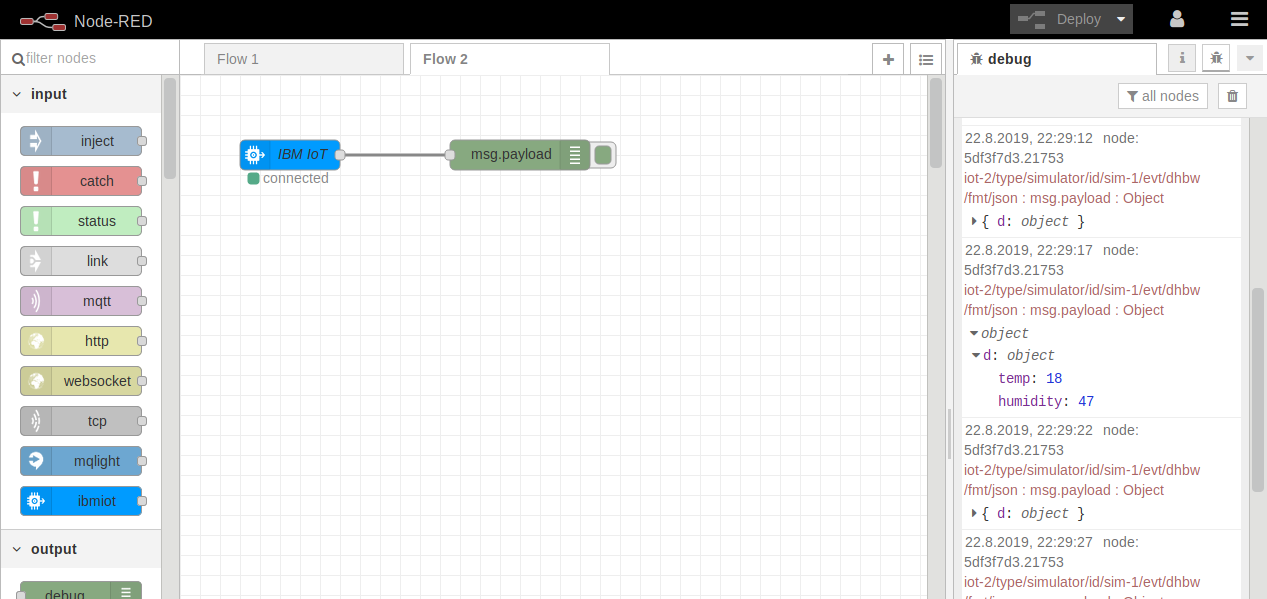 Node-RED
Deploy
filter nodes
Flow 1
Flow 2
debug
i
all nodes
input
inject
catch
status
link
mqtt
http
websocket
tcp
mqlight
ibmiot
output
debug
IBM IoT
connected
msg.payload
22.8.2019, 22:29:12 node:
5df3f7d3.21753
iot-2/type/simulator/id/sim-1/evt/dhbw
/fmt/json : msg.payload : Object
{ d: object }
22.8.2019, 22:29:17 node:
5df3f7d3.21753
iot-2/type/simulator/id/sim-1/evt/dhbw
/fmt/json : msg.payload : Object
object
d: object
temp: 18
humidity: 47
22.8.2019, 22:29:22 node:
5df3f7d3.21753
iot-2/type/simulator/id/sim-1/evt/dhbw
/fmt/json : msg.payload : Object
{ d: object }
22.8.2019, 22:29:27 node:
5df3f7d3.21753
iot-2/type/simulator/id/sim-1/evt/dhbw
/fmt/json : msg.payload : Object